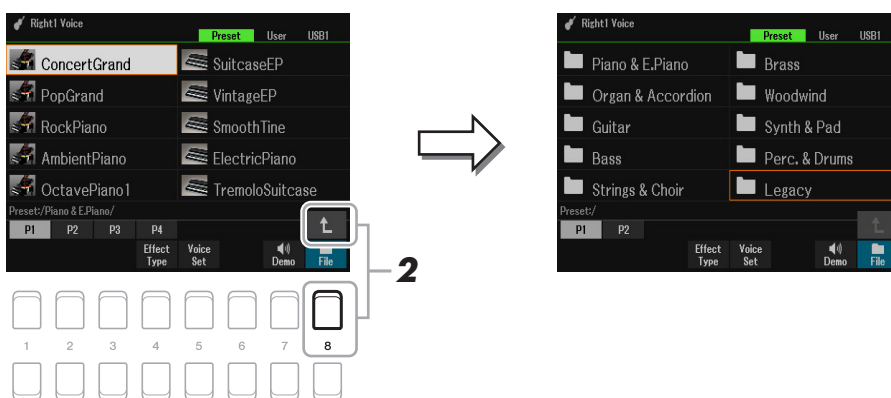 Right1 Voice
Preset User USB1
ConcertGrand SuitcaseEP
PopGrand VintageEP
RockPiano SmoothTine
AmbientPiano ElectricPiano
OctavePiano1 TremoloSuitcase
Preset:/Piano & E.Piano/
P1 P2 P3 P4
Effect Type Voice Set Demo File
2
1 2 3 4 5 6 7 8
Right1 Voice
Preset User USB1
Piano & E.Piano Brass
Organ & Accordion Woodwind
Guitar Synth & Pad
Bass Perc. & Drums
Strings & Choir Legacy
Preset:/
P1 P2
Effect Type Voice Set Demo File